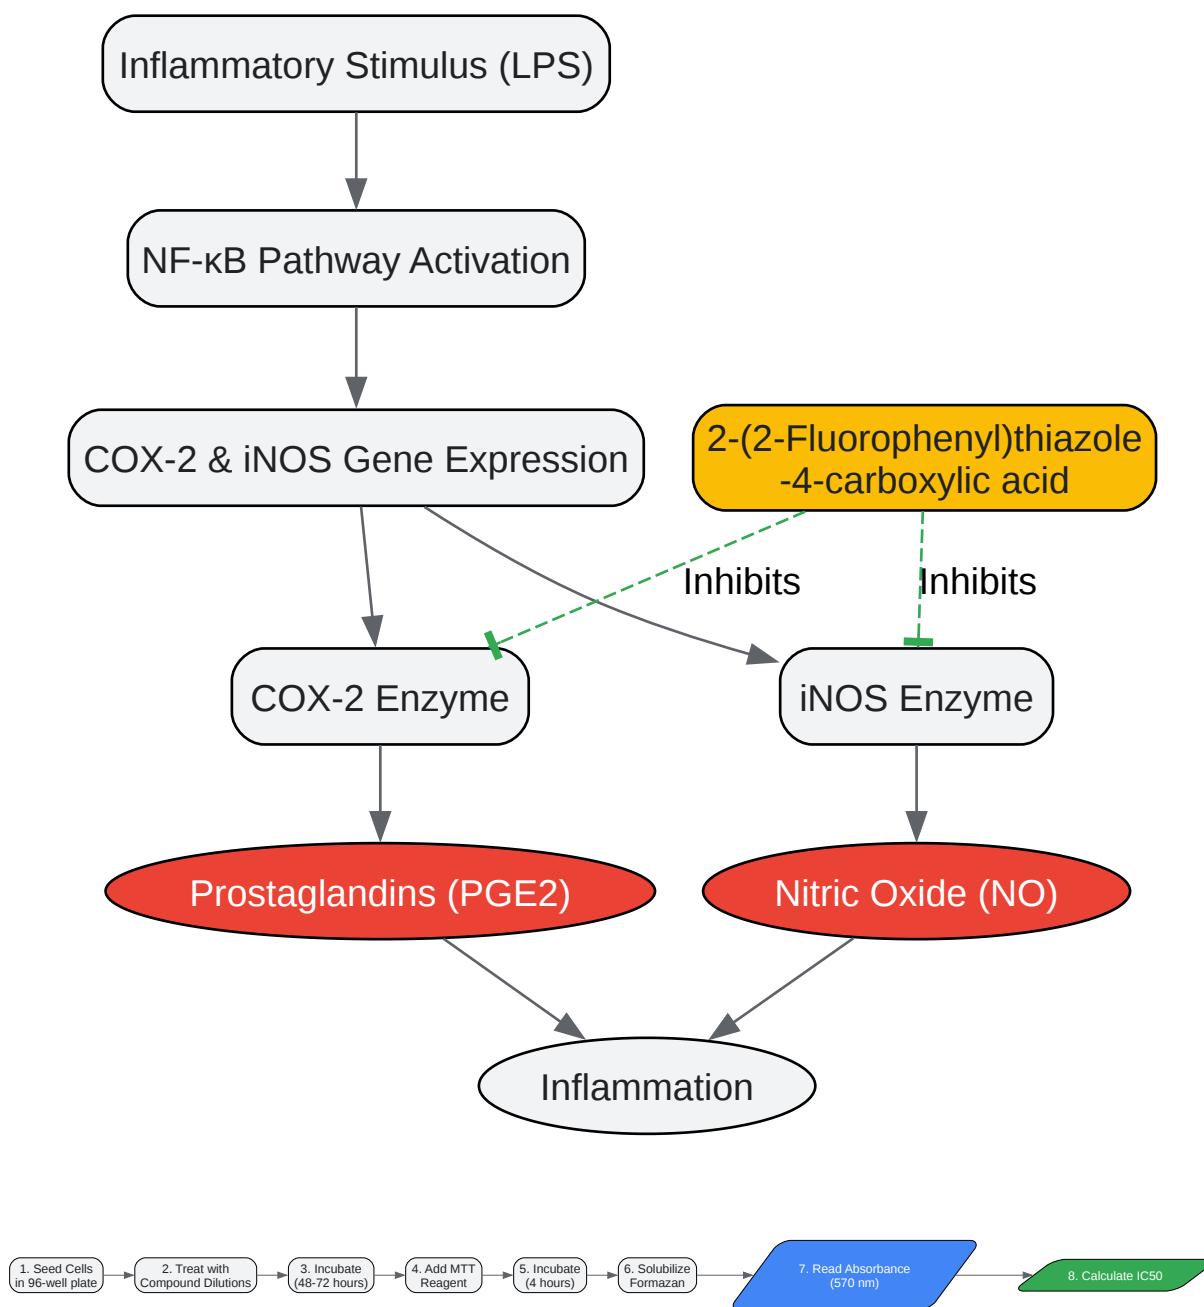 Inflammatory Stimulus (LPS)
NF-κB Pathway Activation
COX-2 & iNOS Gene Expression
2-(2-Fluorophenyl)thiazole
-4-carboxylic acid
Inhibits
Inhibits
COX-2 Enzyme
iNOS Enzyme
Prostaglandins (PGE2)
Nitric Oxide (NO)
Inflammation
1. Seed Cells
in 96-well plate
2. Treat with
Compound Dilutions
3. Incubate
(48-72 hours)
4. Add MTT
Reagent
5. Incubate
(4 hours)
6. Solubilize
Formazan
7. Read Absorbance
(570 nm)
8. Calculate IC50